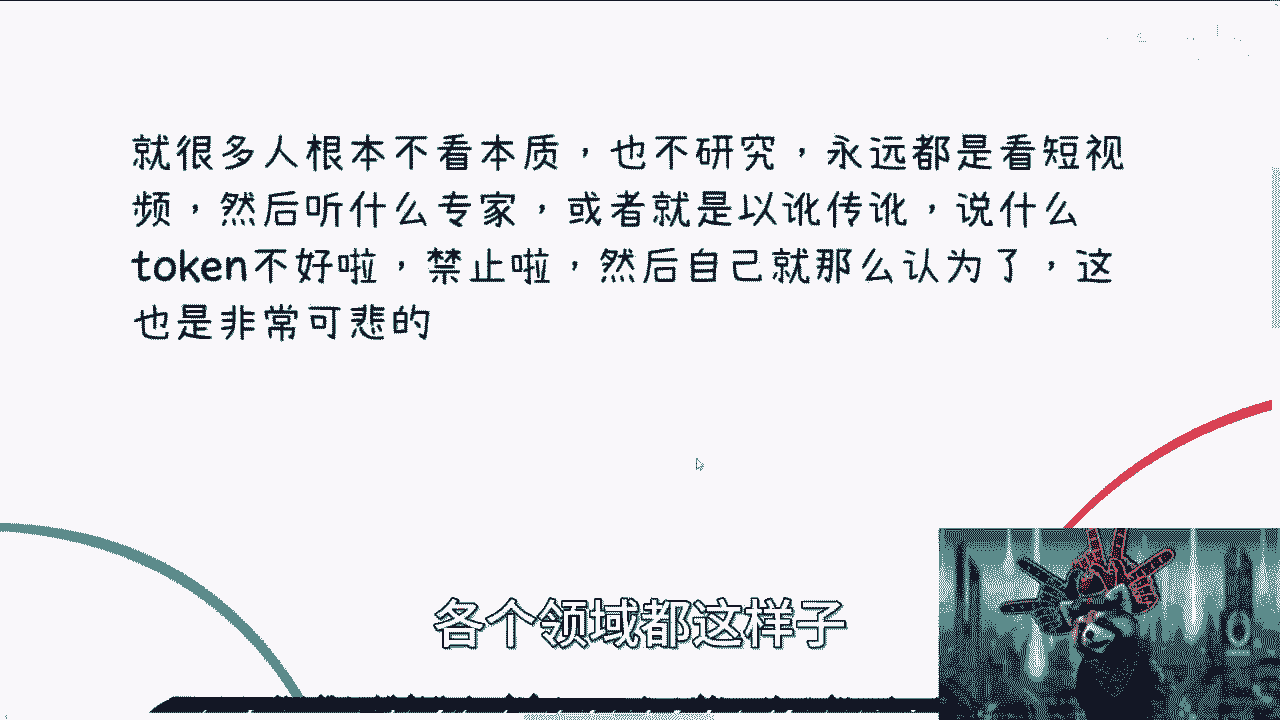 就很多人根本不看本质，也不研究，永远都是看短视
频，然后听什么专家，或者就是以讹传讹，说什么
token不好啦，禁止啦，然后自己就那么认为了，这
也是非常可悲的
各个领域都这样子